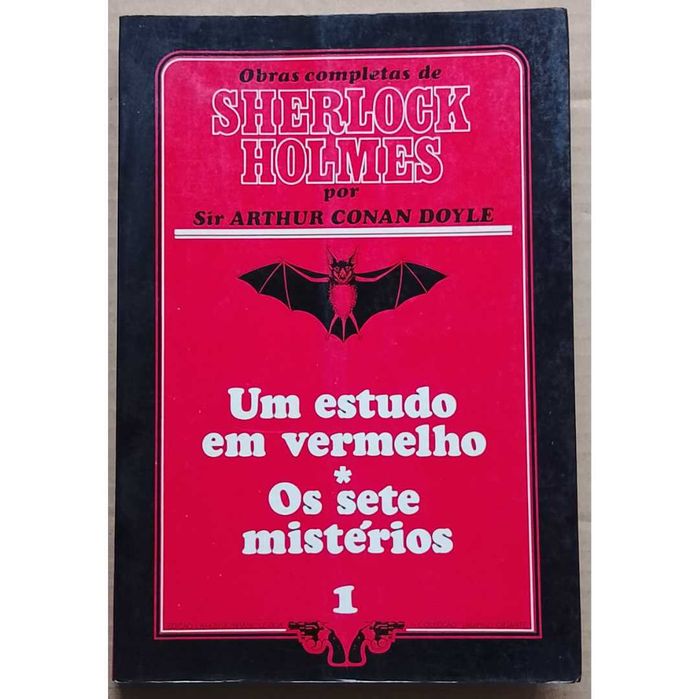 Obras completas de
SHERLOCK
HOLMES
por
Sir ARTHUR CONAN DOYLE
Um estudo
em vermelho
*
Os sete
mistérios
1